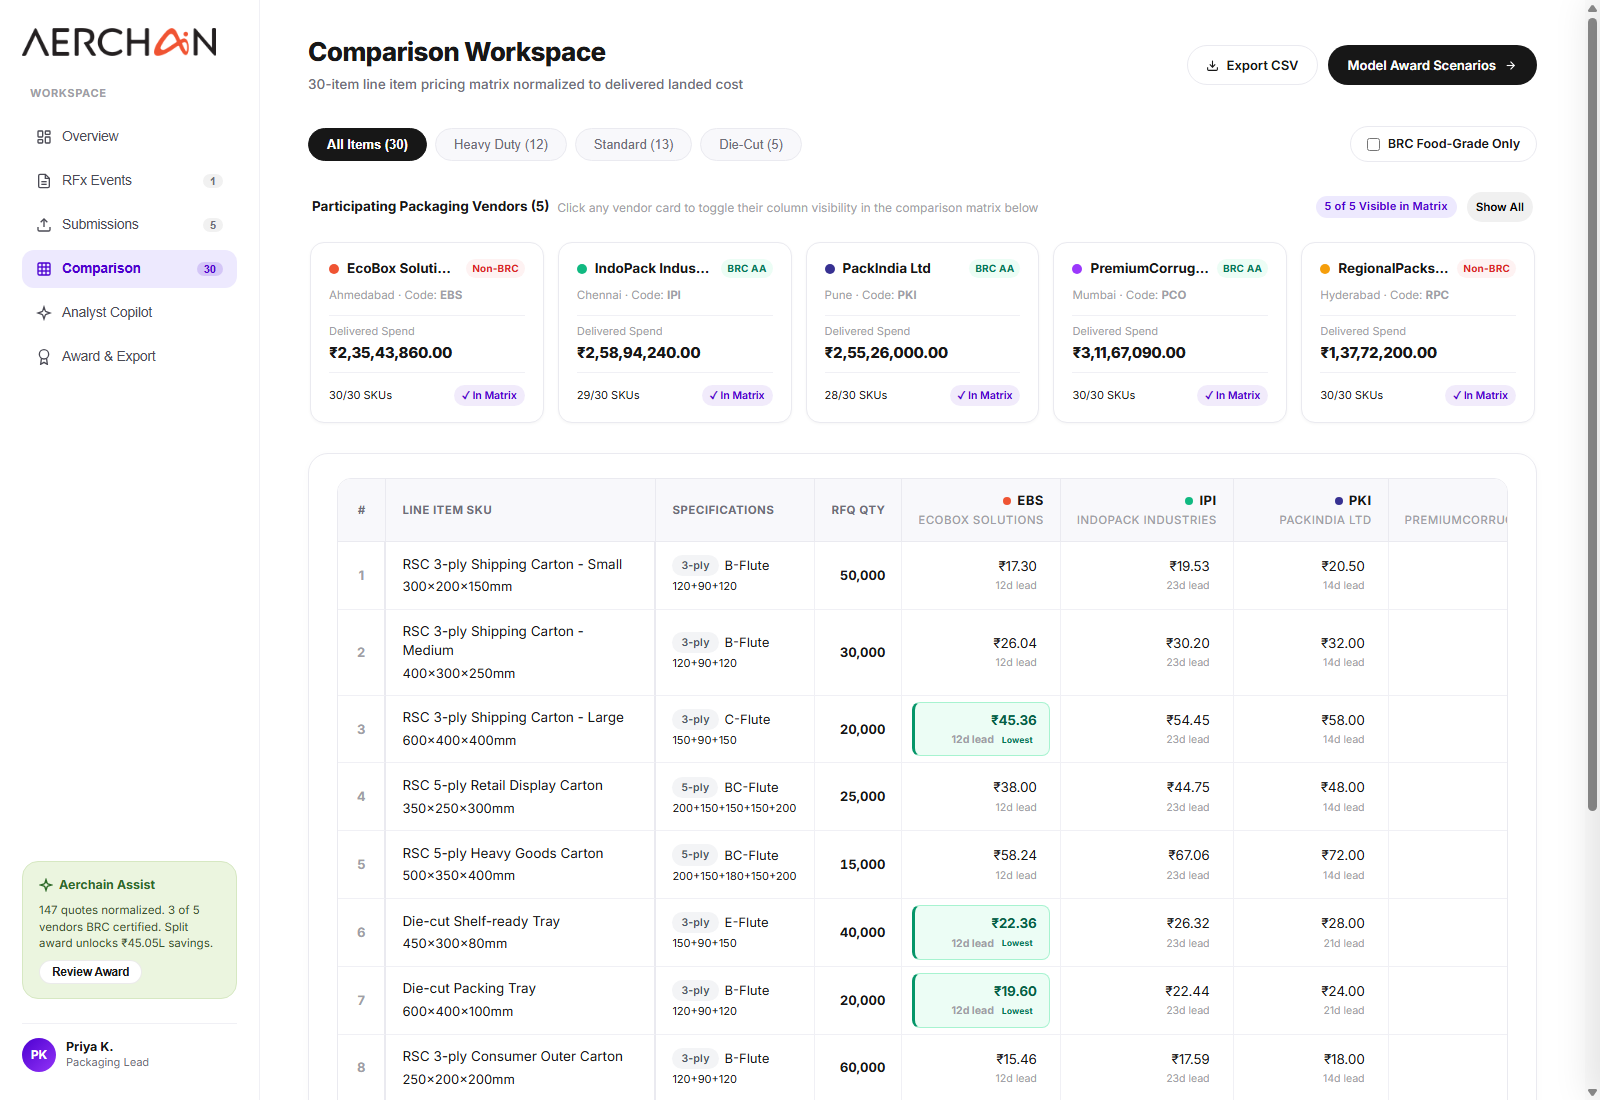 AERCHAIN
WORKSPACE
Overview
RFx Events 1
Submissions 5
Comparison 30
Analyst Copilot
Award & Export
Aerchain Assist
147 quotes normalized. 3 of 5
vendors BRC certified. Split
award unlocks ₹45.05L savings.
Review Award
PK
Priya K.
Packaging Lead
Comparison Workspace
30-item line item pricing matrix normalized to delivered landed cost
Export CSV
Model Award Scenarios →
All Items (30)
Heavy Duty (12)
Standard (13)
Die-Cut (5)
BRC Food-Grade Only
Participating Packaging Vendors (5) Click any vendor card to toggle their column visibility in the comparison matrix below
5 of 5 Visible in Matrix
Show All
EcoBox Soluti... Non-BRC
Ahmedabad · Code: EBS
Delivered Spend
₹2,35,43,860.00
30/30 SKUs ✓ In Matrix
IndoPack Indus... BRC AA
Chennai · Code: IPI
Delivered Spend
₹2,58,94,240.00
29/30 SKUs ✓ In Matrix
PackIndia Ltd BRC AA
Pune · Code: PKI
Delivered Spend
₹2,55,26,000.00
28/30 SKUs ✓ In Matrix
PremiumCorrug... BRC AA
Mumbai · Code: PCO
Delivered Spend
₹3,11,67,090.00
30/30 SKUs ✓ In Matrix
RegionalPacks... Non-BRC
Hyderabad · Code: RPC
Delivered Spend
₹1,37,72,200.00
30/30 SKUs ✓ In Matrix
# LINE ITEM SKU SPECIFICATIONS RFQ QTY EBS IPI PKI
ECOBOX SOLUTIONS INDOPACK INDUSTRIES PACKINDIA LTD PREMIUMCORRU
1 RSC 3-ply Shipping Carton - Small 3-ply B-Flute 50,000 ₹17.30 ₹19.53 ₹20.50
300×200×150mm 120+90+120 12d lead 23d lead 14d lead
2 RSC 3-ply Shipping Carton - 3-ply B-Flute 30,000 ₹26.04 ₹30.20 ₹32.00
Medium
400×300×250mm 120+90+120 12d lead 23d lead 14d lead
3 RSC 3-ply Shipping Carton - Large 3-ply C-Flute 20,000 ₹45.36 ₹54.45 ₹58.00
600×400×400mm 150+90+150 12d lead Lowest 23d lead 14d lead
4 RSC 5-ply Retail Display Carton 5-ply BC-Flute 25,000 ₹38.00 ₹44.75 ₹48.00
350×250×300mm 200+150+150+150+200 12d lead 23d lead 14d lead
5 RSC 5-ply Heavy Goods Carton 5-ply BC-Flute 15,000 ₹58.24 ₹67.06 ₹72.00
500×350×400mm 200+150+180+150+200 12d lead 23d lead 14d lead
6 Die-cut Shelf-ready Tray 3-ply E-Flute 40,000 ₹22.36 ₹26.32 ₹28.00
450×300×80mm 150+90+150 12d lead Lowest 23d lead 21d lead
7 Die-cut Packing Tray 3-ply B-Flute 20,000 ₹19.60 ₹22.44 ₹24.00
600×400×100mm 120+90+120 12d lead Lowest 23d lead 21d lead
8 RSC 3-ply Consumer Outer Carton 3-ply B-Flute 60,000 ₹15.46 ₹17.59 ₹18.00
250×200×200mm 120+90+120 12d lead 23d lead 14d lead